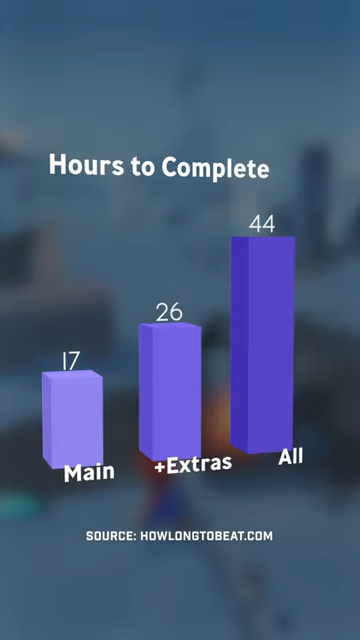 Hours to Complete
44
26
17
Main
+Extras
All
SOURCE: HOWLONGTOBEAT.COM